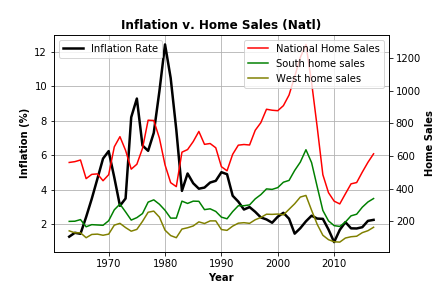 Inflation v. Home Sales (Natl)
Inflation Rate
National Home Sales
South home sales
West home sales
Inflation (%)
12
10
8
6
4
2
1200
1000
800
600
400
200
Home Sales
1970 1980 1990 2000 2010
Year